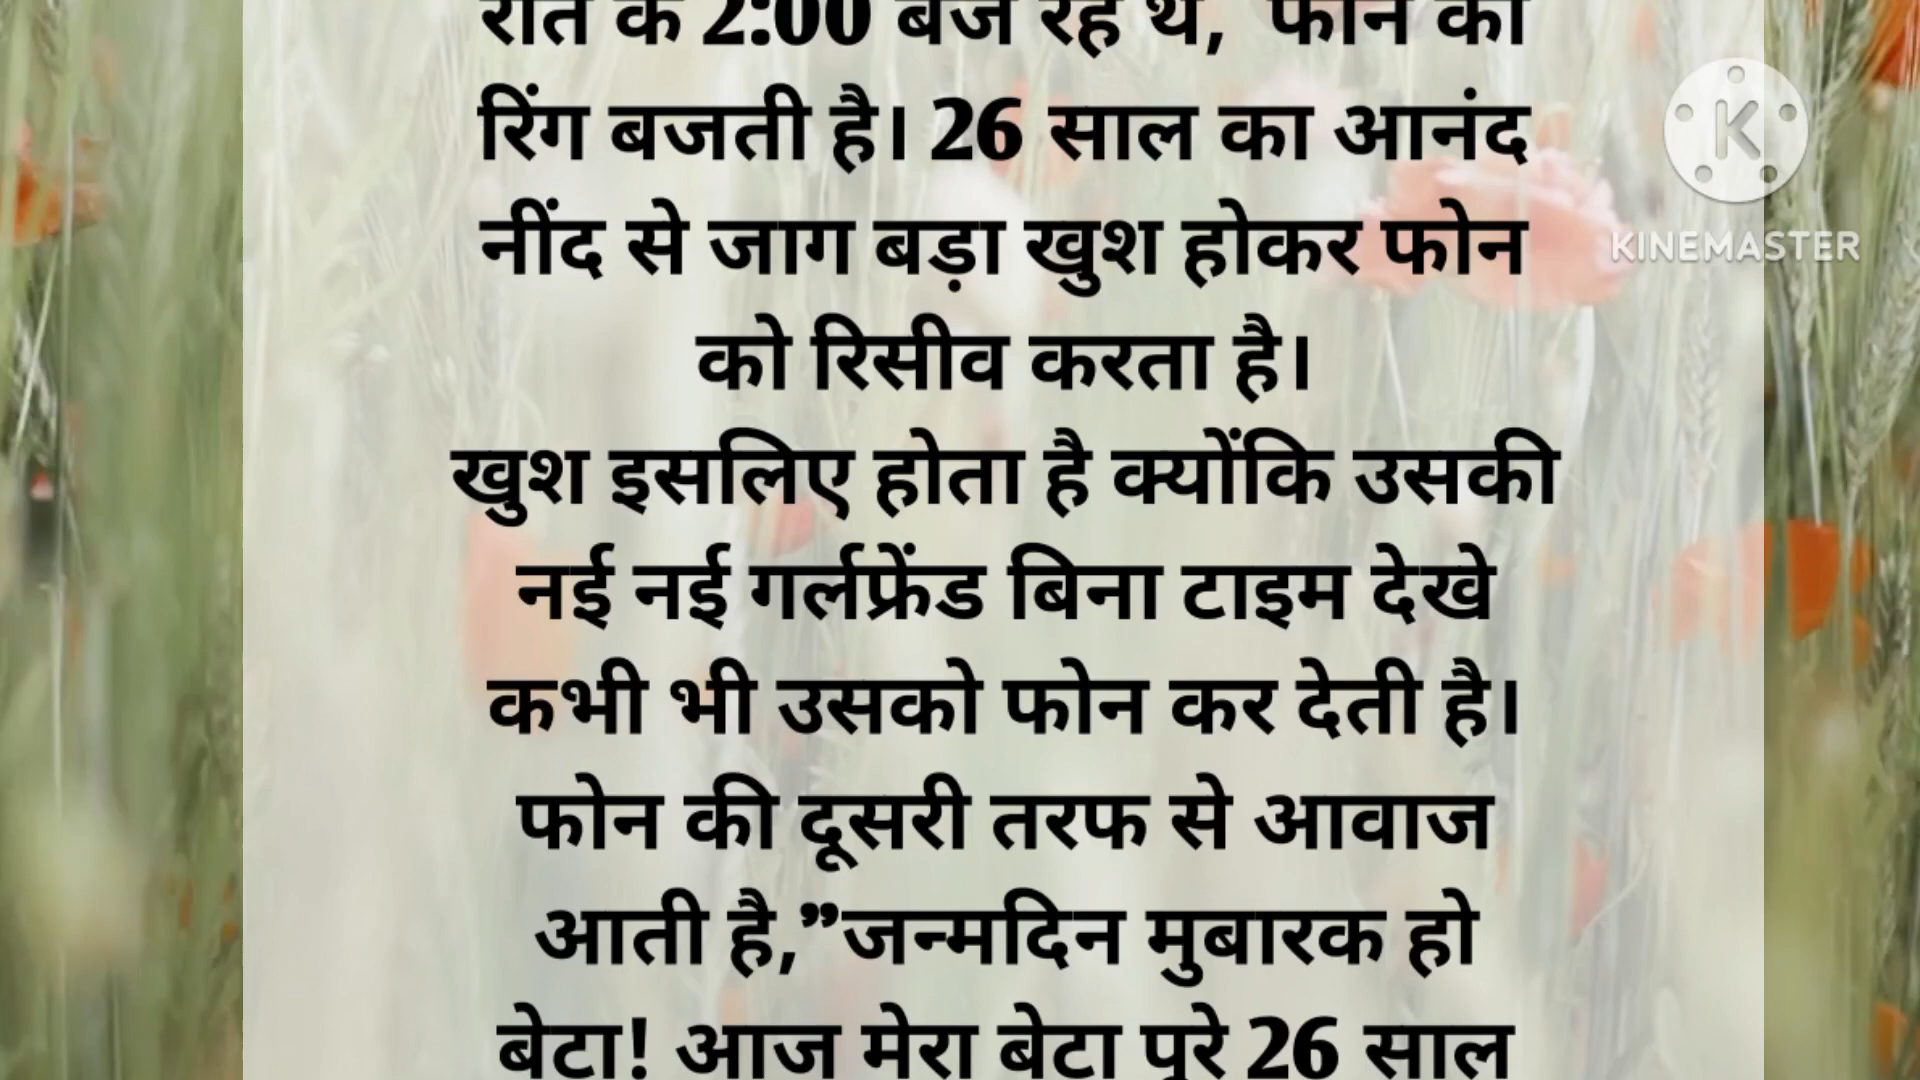 रात के 2:00 बज रहे थे, फोन की
रिंग बजती है। 26 साल का आनंद
नींद से जाग बड़ा खुश होकर फोन
को रिसीव करता है।
खुश इसलिए होता है क्योंकि उसकी
नई नई गर्लफ्रेंड बिना टाइम देखे
कभी भी उसको फोन कर देती है।
फोन की दूसरी तरफ से आवाज
आती है,”जन्मदिन मुबारक हो
बेटा! आज मेरा बेटा पूरे 26 साल
K
KINEMASTER